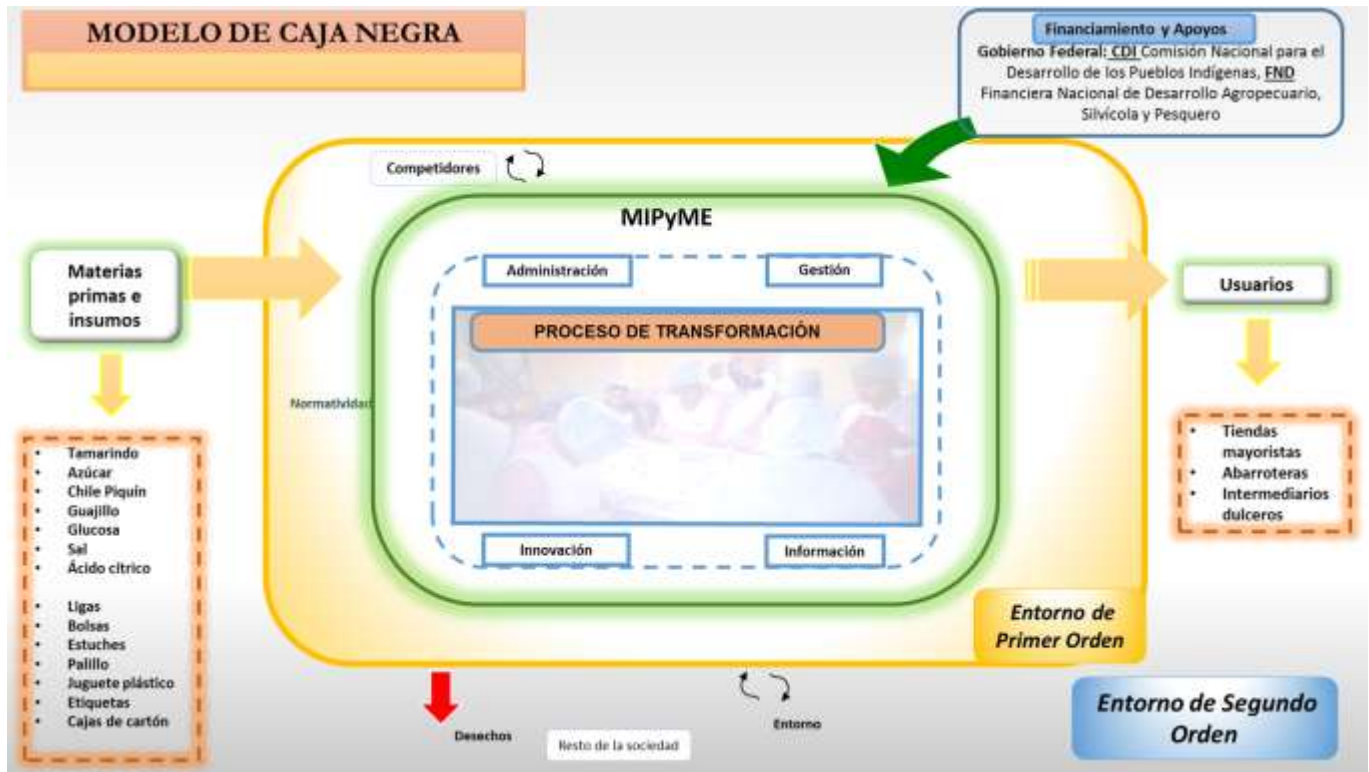 MODELO DE CAJA NEGRA
Financiamiento y Apoyos
Gobierno Federal: CDI Comisión Nacional para el
Desarrollo de los Pueblos Indígenas, FND
Financiera Nacional de Desarrollo Agropecuario,
Silvícola y Pesquero
Competidores
MIPyME
Materias
primas e
insumos
Administración
Gestión
Usuarios
PROCESO DE TRANSFORMACIÓN
Normatividad
• Tamarindo
• Azúcar
• Chile Piquín
• Guajillo
• Glucosa
• Sal
• Ácido cítrico
• Ligas
• Bolsas
• Estuches
• Palillo
• Juguete plástico
• Etiquetas
• Cajas de cartón
• Tiendas
mayoristas
• Abarroteras
• Intermediarios
dulceros
Innovación
Información
Entorno de
Primer Orden
Entorno de Segundo
Orden
Desechos
Resto de la sociedad
Entorno